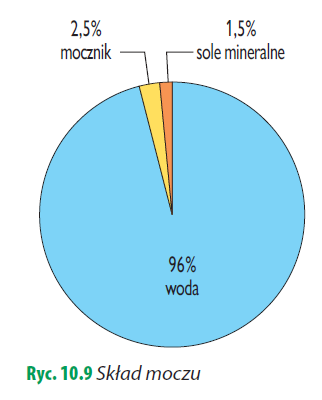 2,5%
mocznik
1,5%
sole mineralne
96%
woda
Ryc. 10.9 Skład moczu